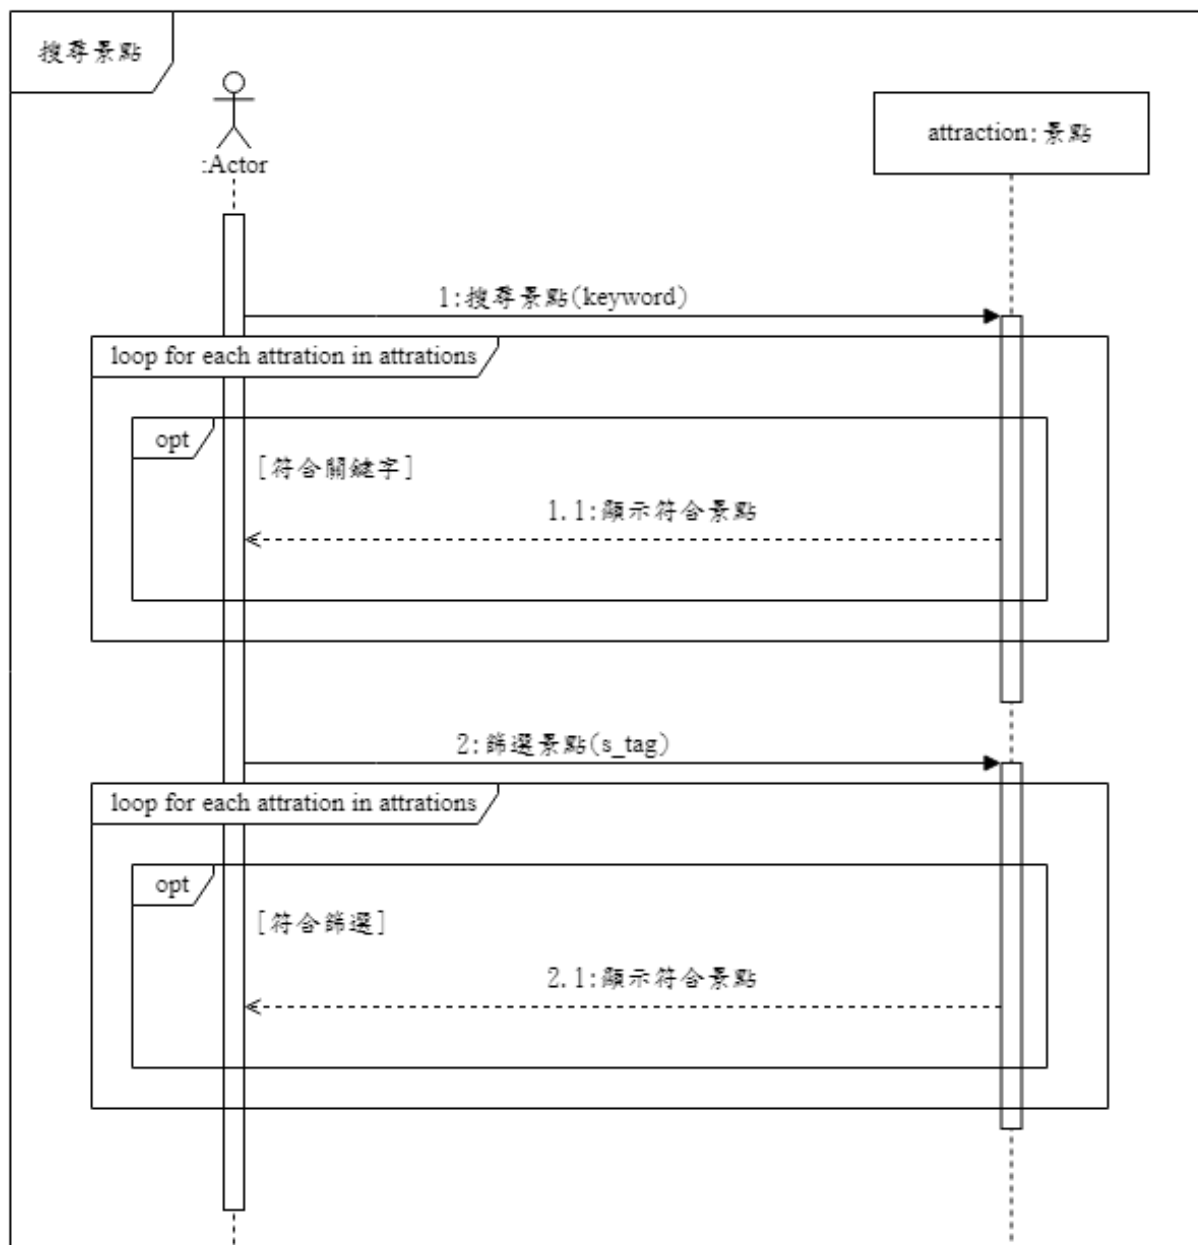 搜尋景點
:Actor
attraction:景點
1:搜尋景點(keyword)
loop for each attration in attrations
opt
[符合關鍵字]
1.1:顯示符合景點
2:篩選景點(s_tag)
loop for each attration in attrations
opt
[符合篩選]
2.1:顯示符合景點